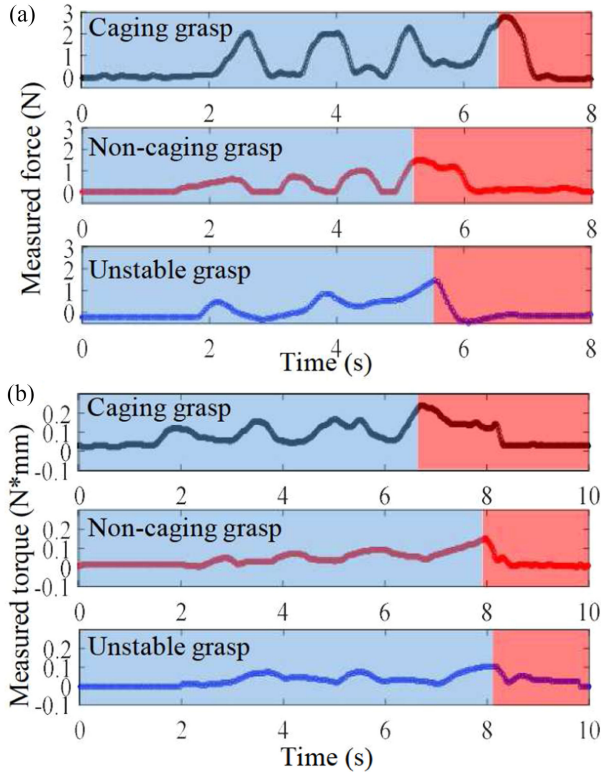 (a)
Measured force (N)
3
2
1
0
Caging grasp
0 2 4 6 8
3
2
1
0
Non-caging grasp
0 2 4 6 8
3
2
1
0
Unstable grasp
0 2 4 6 8
Time (s)
(b)
Measured torque (N*mm)
0.2
0.1
-0.1
Caging grasp
0 2 4 6 8 10
0.2
0.1
0
-0.1
Non-caging grasp
0 2 4 6 8 10
0.2
0.1
0
-0.1
Unstable grasp
0 2 4 6 8 10
Time (s)